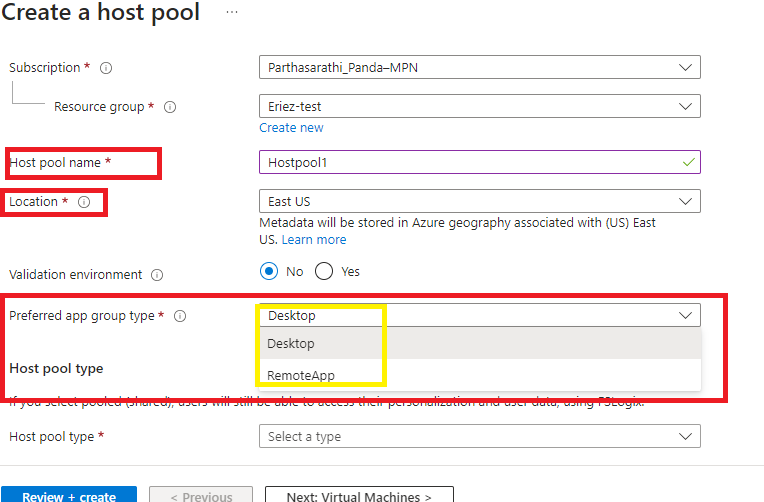 Create a host pool ...
Subscription * Parthasarathi_Panda–MPN
Resource group * Eriez-test
Create new
Host pool name * Hostpool1
Location * East US
Metadata will be stored in Azure geography associated with (US) East
US. Learn more
Validation environment No Yes
Preferred app group type * Desktop
Desktop
Host pool type
RemoteApp
If you select pooled (shared), users will still be able to access their personalization and user data, using FSLogix.
Host pool type * Select a type
Review + create < Previous Next: Virtual Machines >